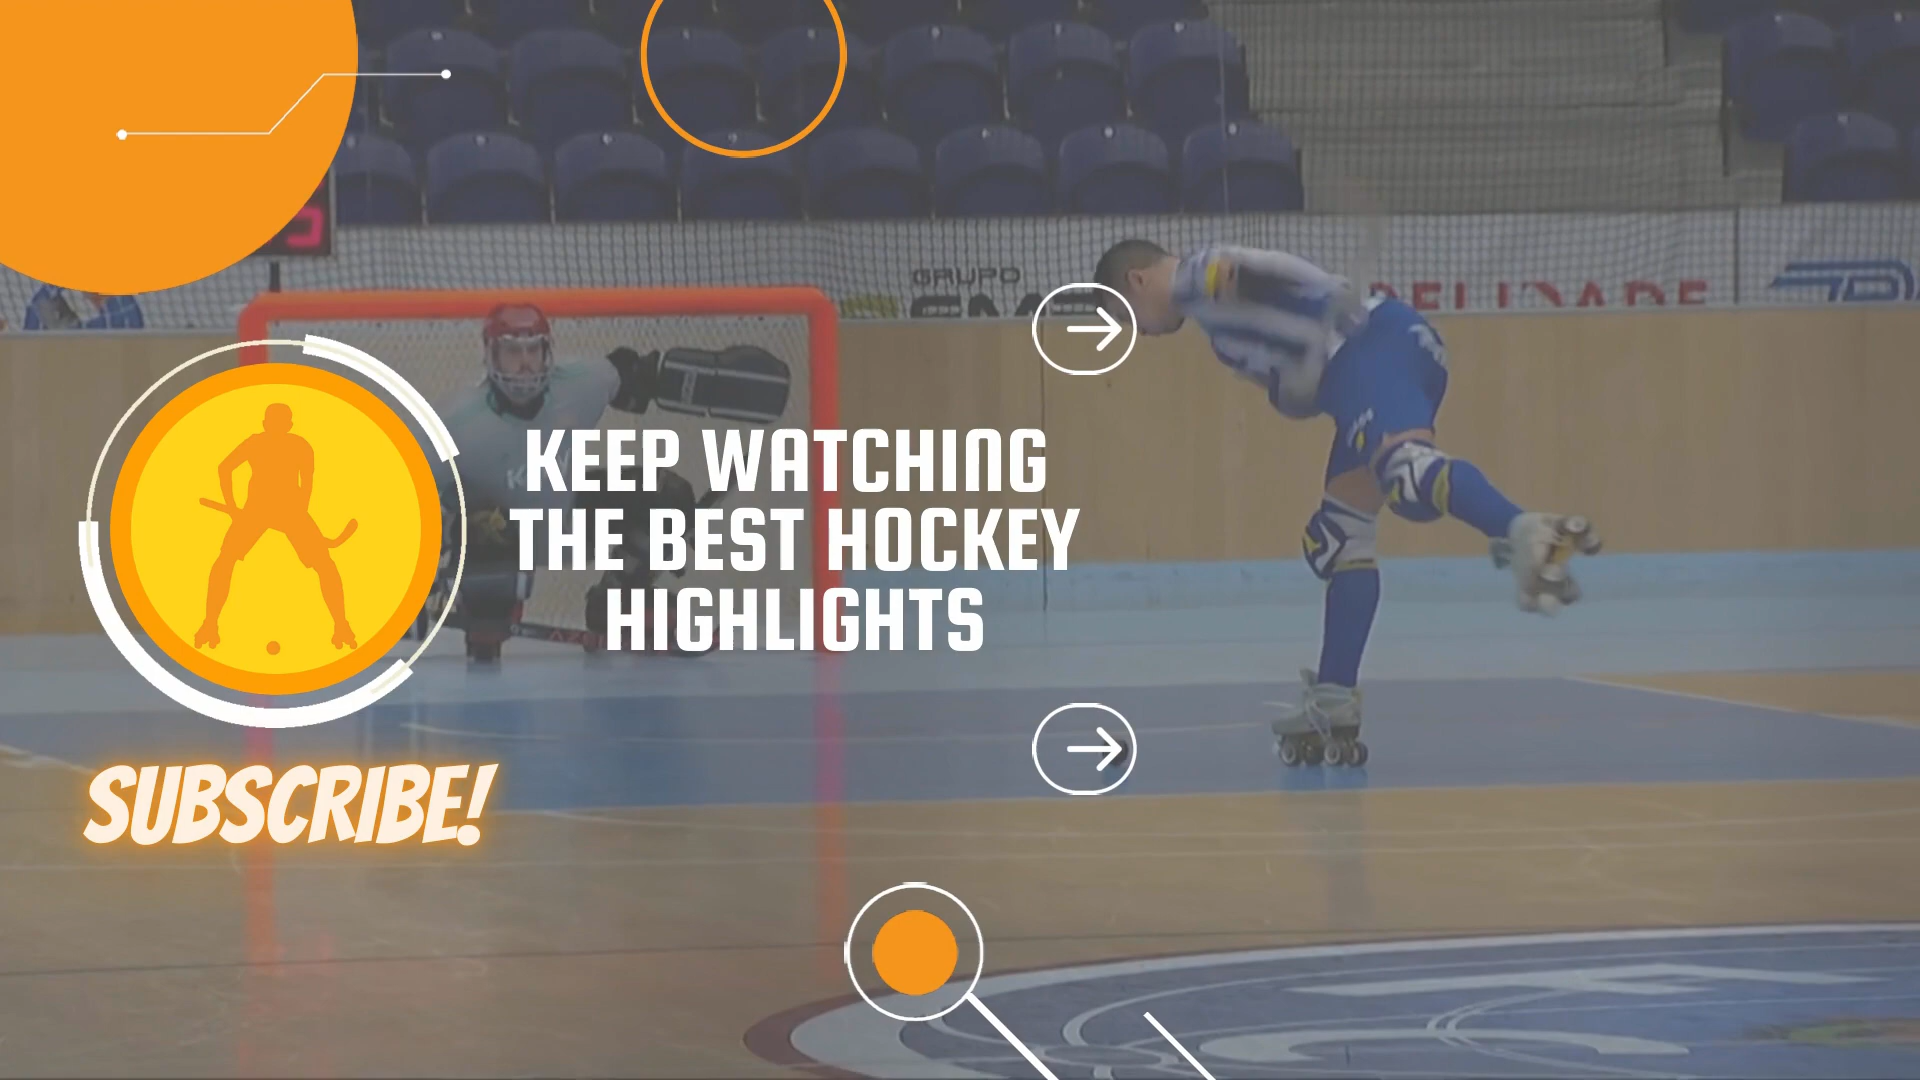 GRUPO
KEEP WATCHING
THE BEST HOCKEY
HIGHLIGHTS
SUBSCRIBE!